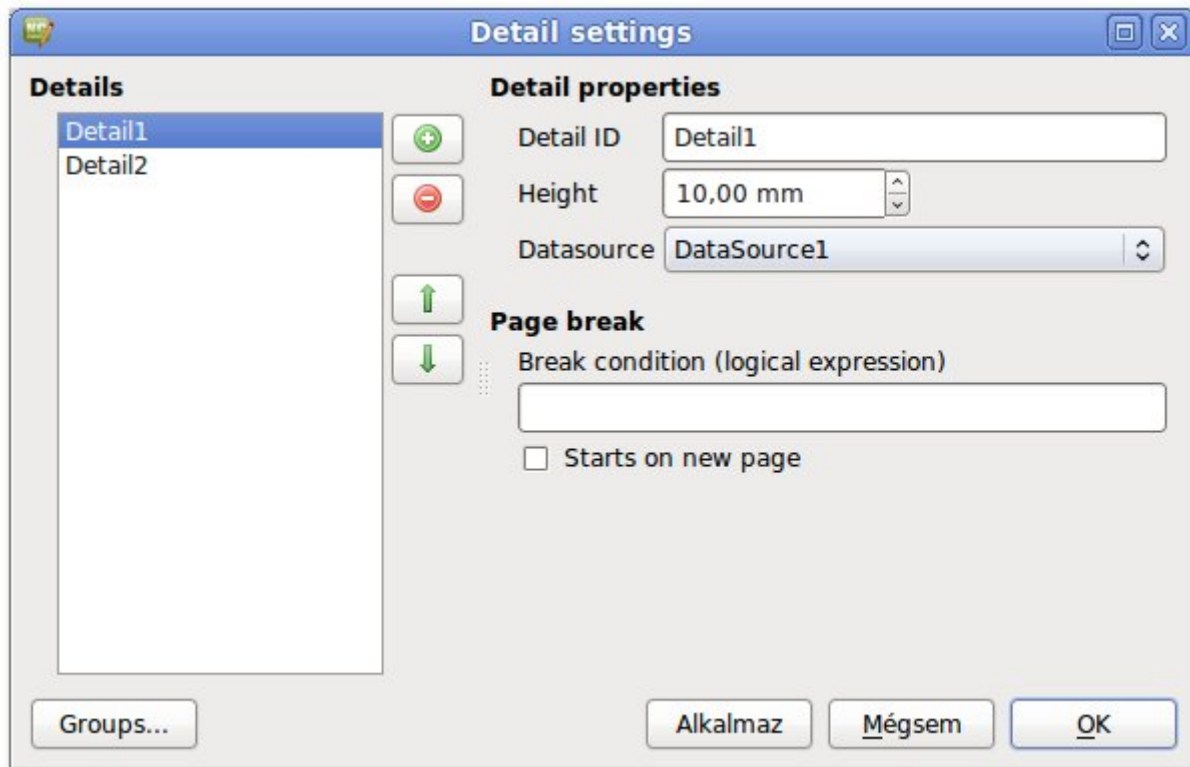 Detail settings
Details
Detail1
Detail2
Detail properties
Detail ID Detail1
Height 10,00 mm
Datasource DataSource1
Page break
Break condition (logical expression)
Starts on new page
Groups... Alkalmaz Mégsem OK